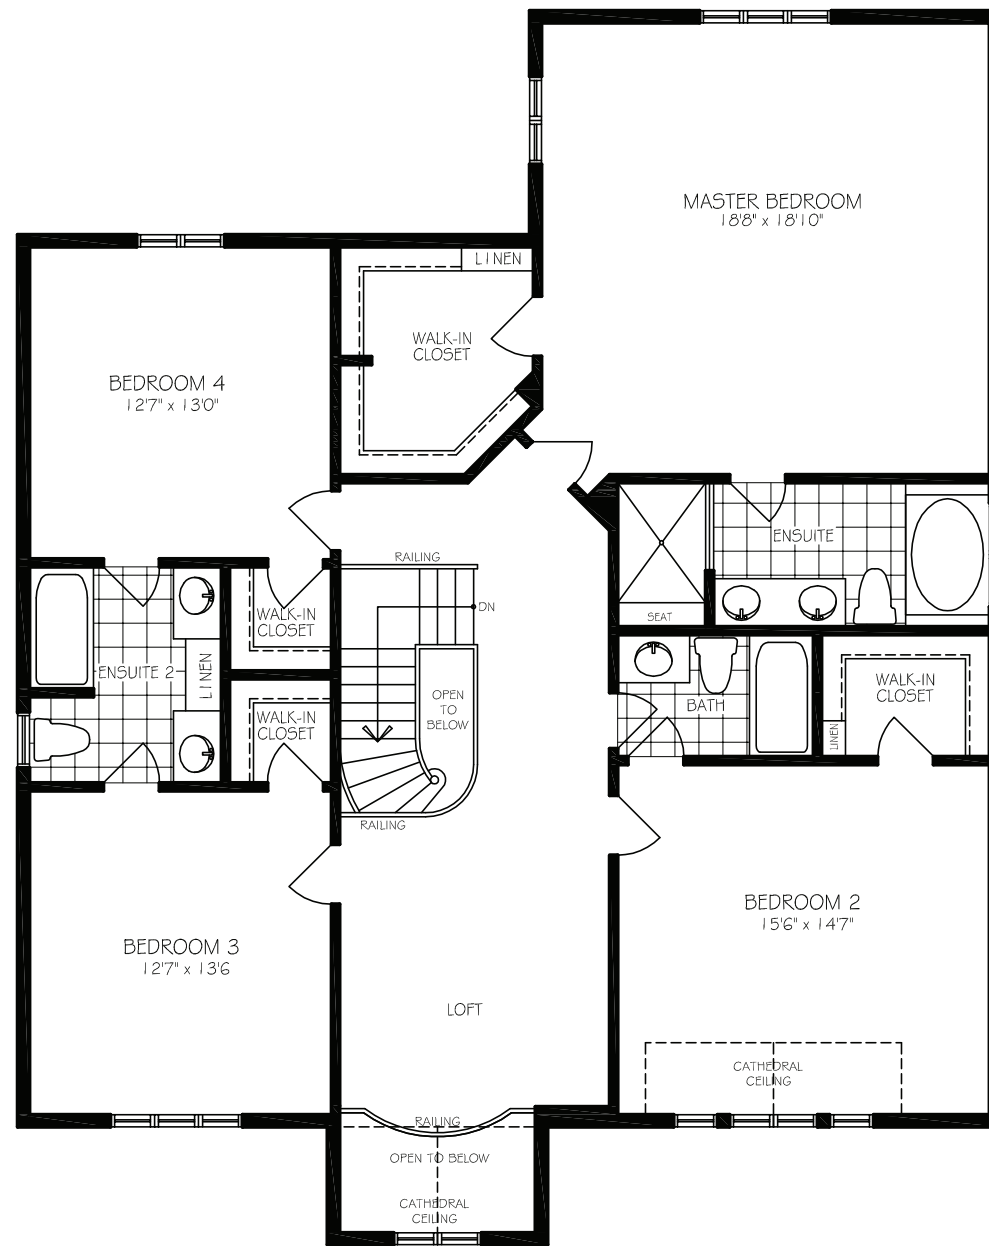 MASTER BEDROOM
18'8" x 18'10"
LINEN
WALK-IN
CLOSET
BEDROOM 4
12'7" x 13'0"
ENSUITE
RAILING
DN
SEAT
WALK-IN
CLOSET
ENSUITE 2
LINEN
OPEN
TO
BELOW
WALK-IN
CLOSET
BATH
WALK-IN
CLOSET
LINEN
RAILING
BEDROOM 2
15'6" x 14'7"
BEDROOM 3
12'7" x 13'6
LOFT
CATHEDRAL
CEILING
RAILING
OPEN TO BELOW
CATHEDRAL
CEILING